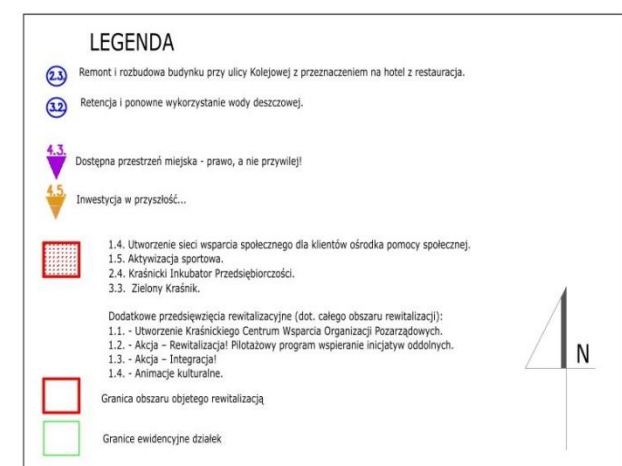 LEGENDA
2.3. Remont i rozbudowa budynku przy ulicy Kolejowej z przeznaczeniem na hotel z restauracja.
3.2. Retencja i ponowne wykorzystanie wody deszczowej.
4.3. Dostępna przestrzeń miejska - prawo, a nie przywilej!
4.5. Inwestycja w przyszłość...
1.4. Utworzenie sieci wsparcia społecznego dla klientów ośrodka pomocy społecznej.
1.5. Aktywizacja sportowa.
2.4. Kraśnicki Inkubator Przedsiębiorczości.
3.3. Zielony Kraśnik.
Dodatkowe przedsięwzięcia rewitalizacyjne (dot. całego obszaru rewitalizacji):
1.1. - Utworzenie Kraśnickiego Centrum Wsparcia Organizacji Pozarządowych.
1.2. - Akcja – Rewitalizacja! Pilotażowy program wspieranie inicjatyw oddolnych.
1.3. - Akcja – Integracja!
1.4. - Animacje kulturalne.
N
Granica obszaru objetego rewitalizacją
Granice ewidencyjne działek